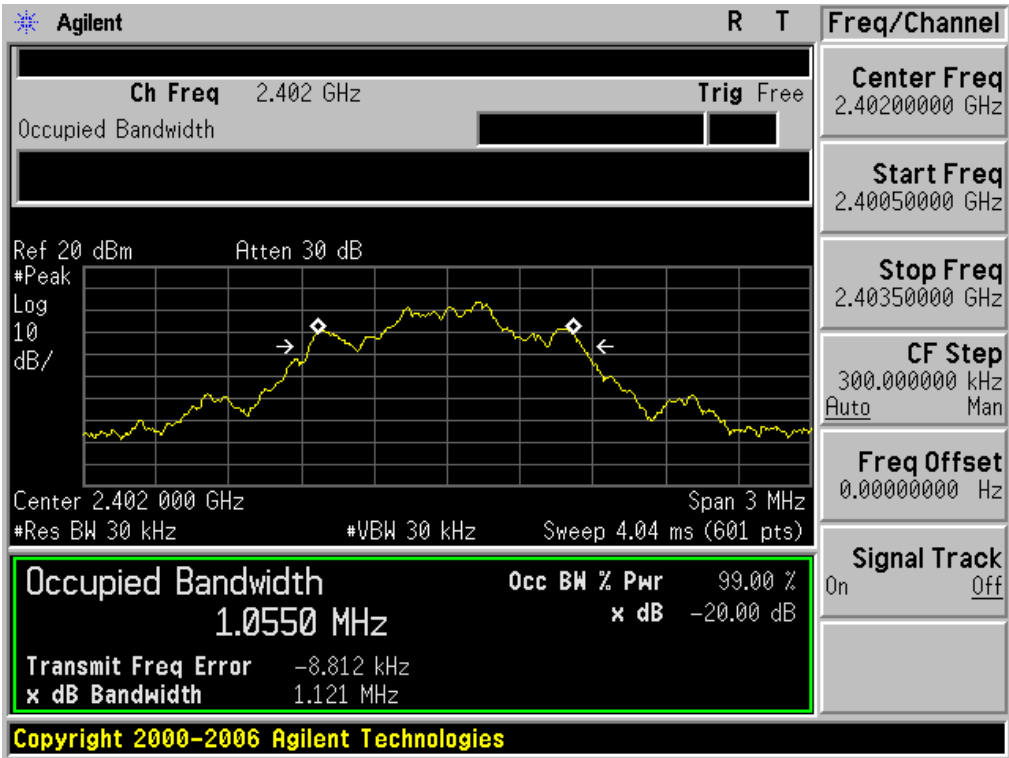 Agilent R T
Freq/Channel
Ch Freq 2.402 GHz Trig Free
Occupied Bandwidth
Center Freq
2.40200000 GHz
Start Freq
2.40050000 GHz
Stop Freq
2.40350000 GHz
CF Step
300.000000 kHz
Auto Man
Freq Offset
0.00000000 Hz
Signal Track
On Off
Ref 20 dBm Atten 30 dB
#Peak
Log
10
dB/
Center 2.402 000 GHz Span 3 MHz
#Res BW 30 kHz #VBW 30 kHz Sweep 4.04 ms (601 pts)
Occupied Bandwidth Occ BW % Pwr 99.00 %
1.0550 MHz x dB -20.00 dB
Transmit Freq Error -8.812 kHz
x dB Bandwidth 1.121 MHz
Copyright 2000-2006 Agilent Technologies